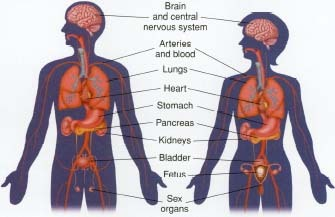 Brain
and central
nervous system
Arteries
and blood
Lungs
Heart
Stomach
Pancreas
Kidneys
Bladder
Fetus
Sex
organs